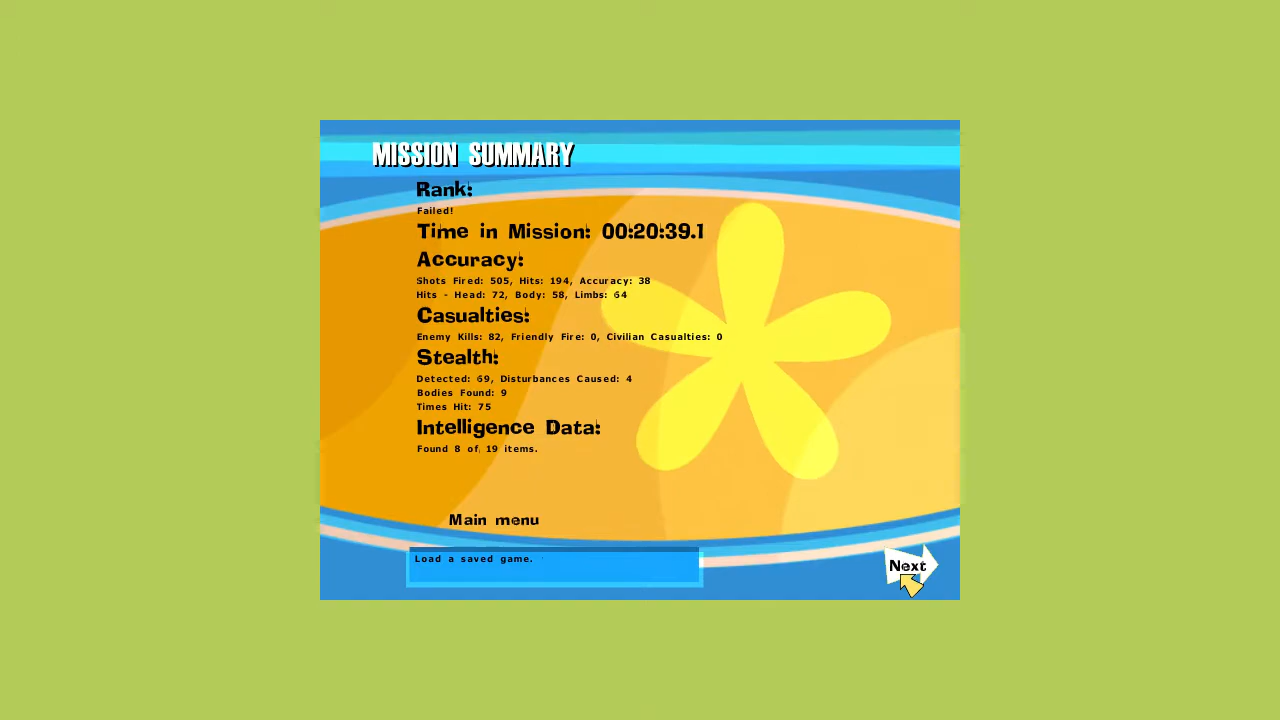 MISSION SUMMARY
Rank:
Failed!
Time in Mission: 00:20:39.1
Accuracy:
Shots Fired: 505, Hits: 194, Accuracy: 38
Hits - Head: 72, Body: 58, Limbs: 64
Casualties:
Enemy Kills: 82, Friendly Fire: 0, Civilian Casualties: 0
Stealth:
Detected: 69, Disturbances Caused: 4
Bodies Found: 9
Times Hit: 75
Intelligence Data:
Found 8 of 19 items.
Main menu
Load a saved game.
Next